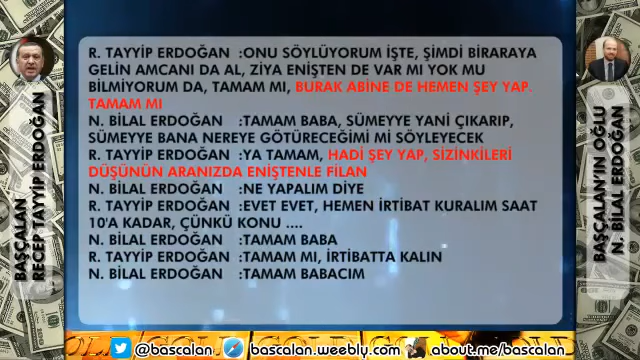 R. TAYYİP ERDOĞAN :ONU SÖYLÜYORUM İŞTE, ŞİMDİ BİRARAYA
GELİN AMCANI DA AL, ZİYA ENİŞTEN DE VAR MI YOK MU
BİLMİYORUM DA, TAMAM MI, BURAK ABİNE DE HEMEN ŞEY YAP.
TAMAM MI
N. BİLAL ERDOĞAN :TAMAM BABA, SÜMEYYE YANİ ÇIKARIP,
SÜMEYYE BANA NEREYE GÖTÜRECEĞİMİ Mİ SÖYLEYECEK
R. TAYYİP ERDOĞAN :YA TAMAM, HADİ ŞEY YAP, SİZİNKİLERİ
DÜŞÜNÜN ARANIZDA ENİŞTENLE FİLAN
N. BİLAL ERDOĞAN :NE YAPALIM DİYE
R. TAYYİP ERDOĞAN :EVET EVET, HEMEN İRTİBAT KURALIM SAAT
10'A KADAR, ÇÜNKÜ KONU ....
N. BİLAL ERDOĞAN :TAMAM BABA
R. TAYYİP ERDOĞAN :TAMAM MI, İRTİBATTA KALIN
N. BİLAL ERDOĞAN :TAMAM BABACIM
BAŞÇALAN
RECEP TAYYİP ERDOĞAN
BAŞÇALAN'IN OĞLU
N. BİLAL ERDOĞAN
@bascalan bascalan.weebly.com about.me/bascalan